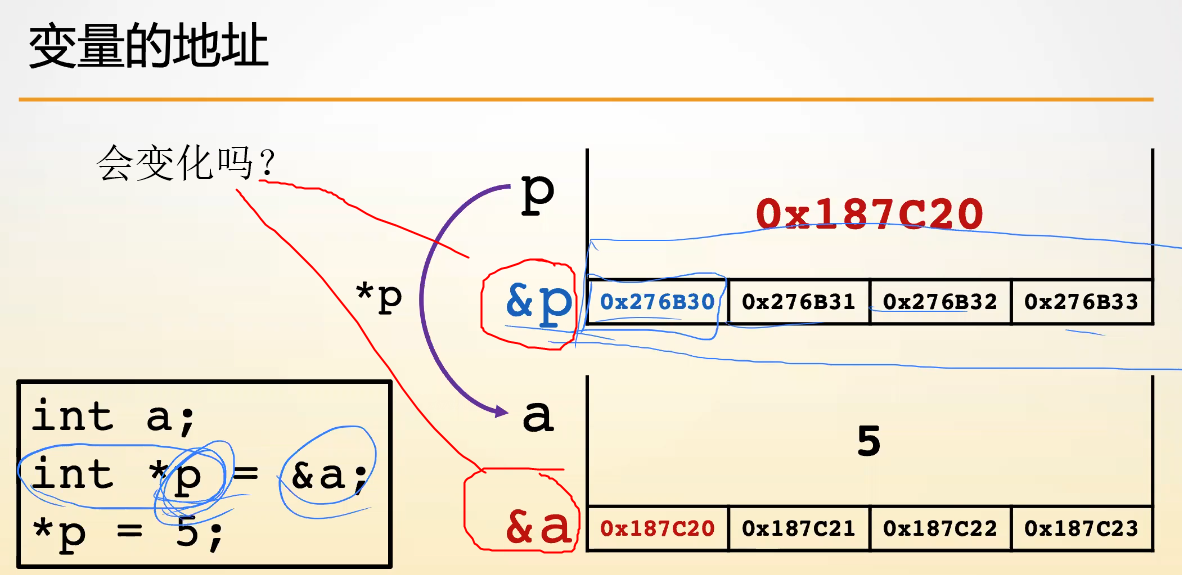 变量的地址
会变化吗?
p
0x187C20
*p
&p
0x276B30 0x276B31 0x276B32 0x276B33
a
5
&a
0x187C20 0x187C21 0x187C22 0x187C23
int a;
int *p = &a;
*p = 5;